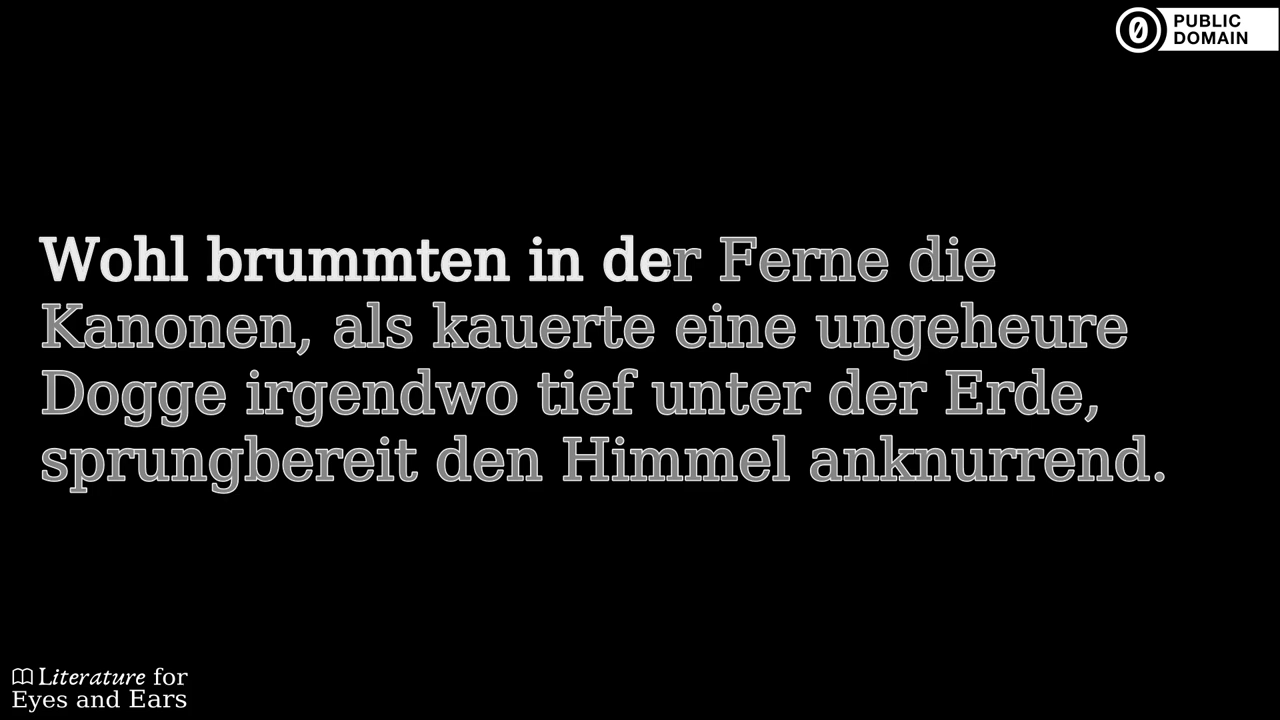 PUBLIC
DOMAIN
Wohl brummten in der Ferne die
Kanonen, als kauerte eine ungeheure
Dogge irgendwo tief unter der Erde,
sprungbereit den Himmel anknurrend.
Literature for
Eyes and Ears